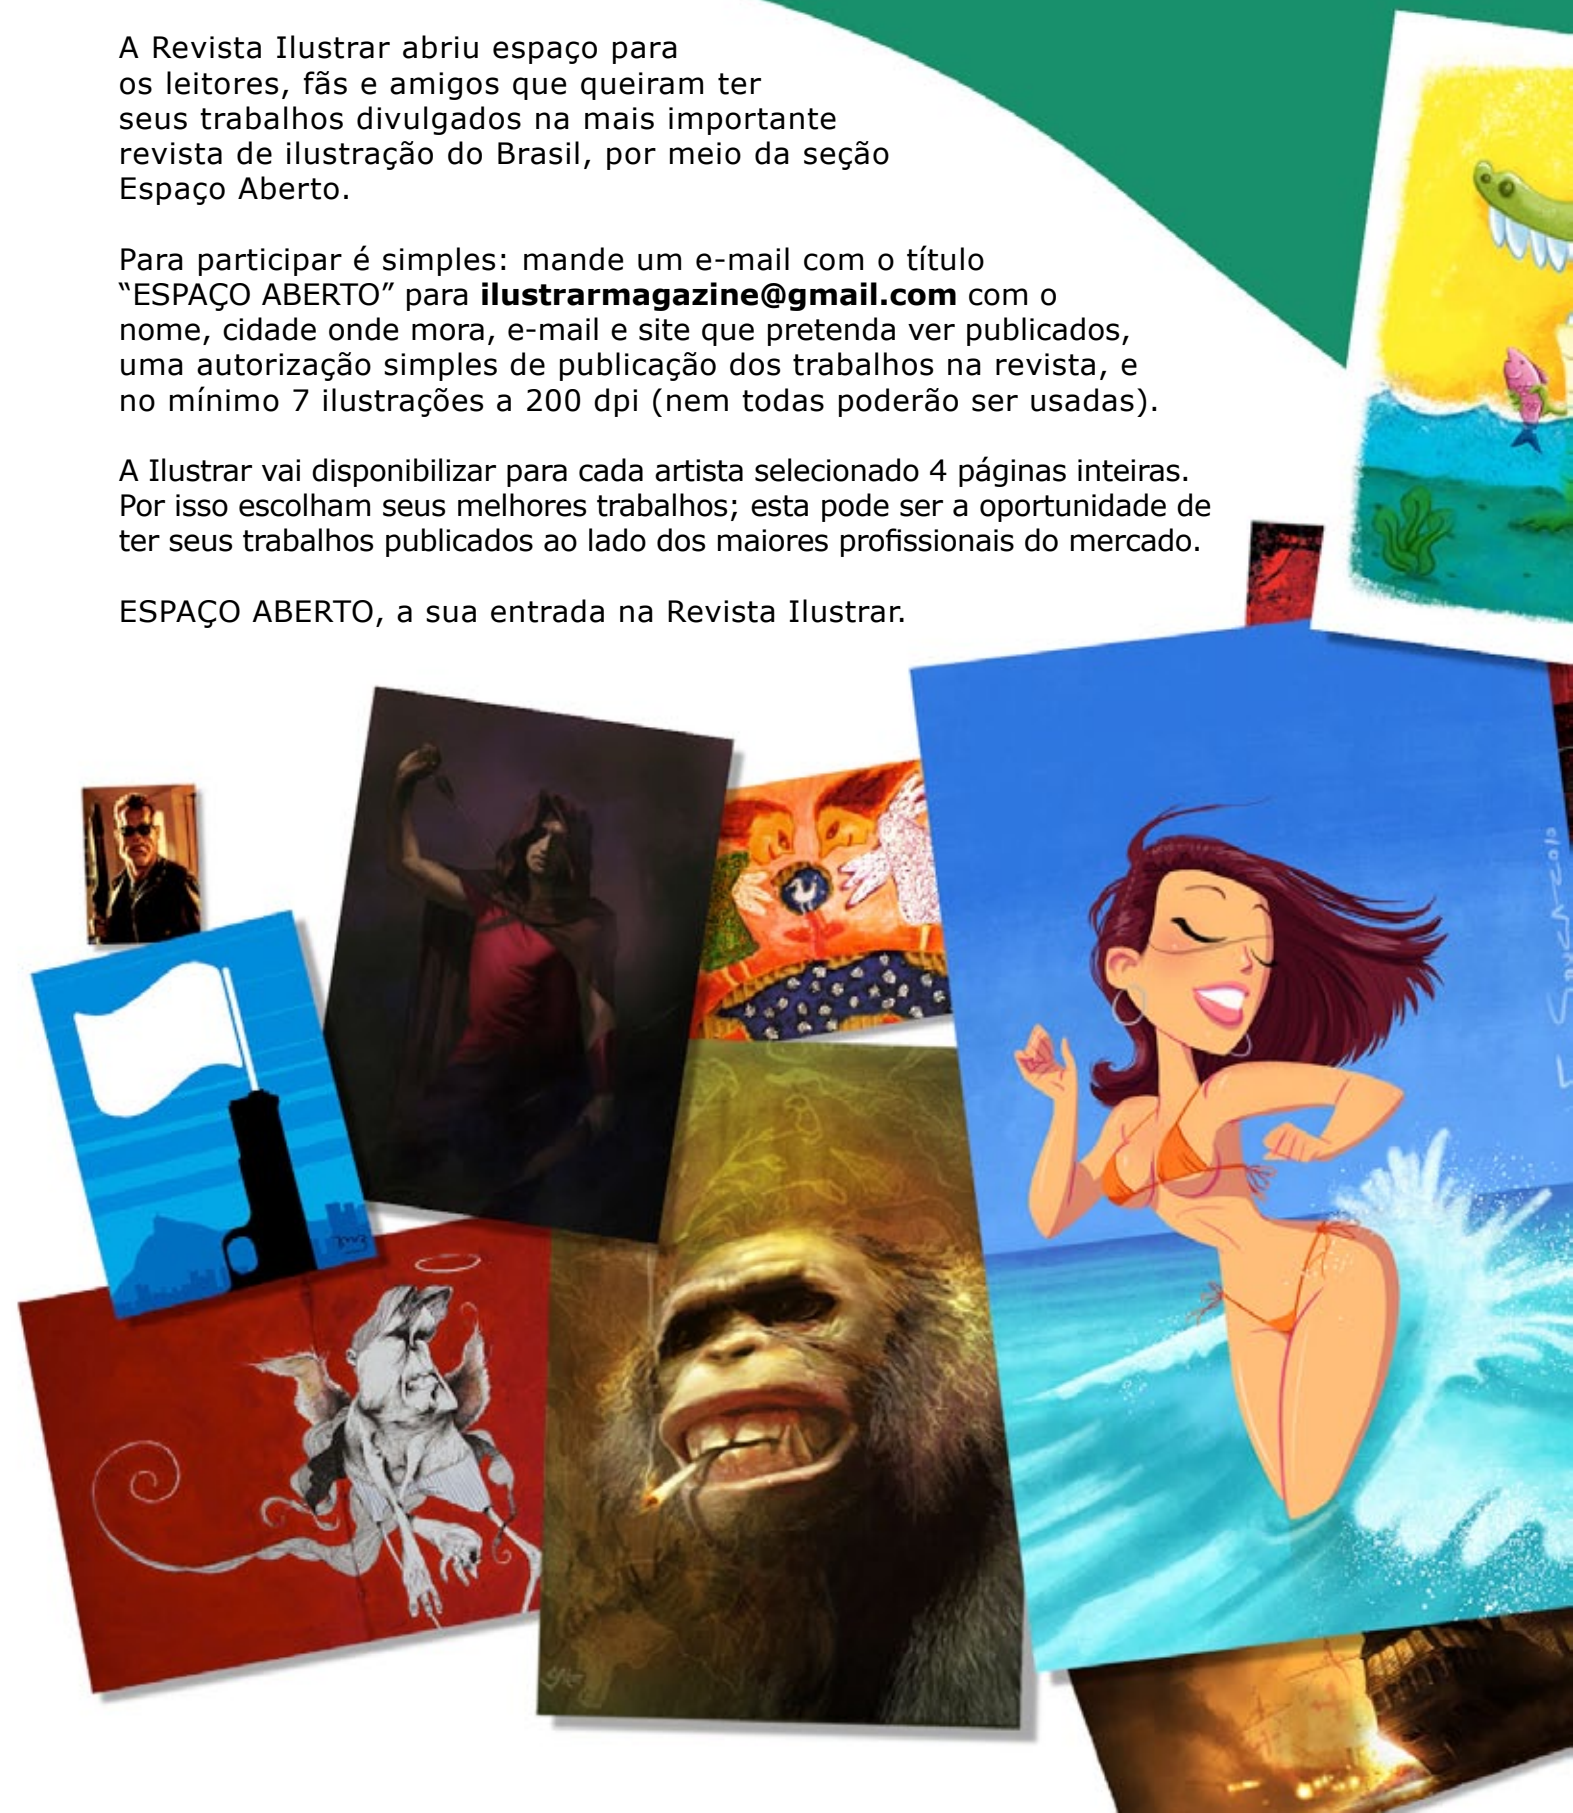 A Revista Ilustrar abriu espaço para
os leitores, fãs e amigos que queiram ter
seus trabalhos divulgados na mais importante
revista de ilustração do Brasil, por meio da seção
Espaço Aberto.
Para participar é simples: mande um e-mail com o título
“ESPAÇO ABERTO” para ilustrarmagazine@gmail.com com o
nome, cidade onde mora, e-mail e site que pretenda ver publicados,
uma autorização simples de publicação dos trabalhos na revista, e
no mínimo 7 ilustrações a 200 dpi (nem todas poderão ser usadas).
A Ilustrar vai disponibilizar para cada artista selecionado 4 páginas inteiras.
Por isso escolham seus melhores trabalhos; esta pode ser a oportunidade de
ter seus trabalhos publicados ao lado dos maiores profissionais do mercado.
ESPAÇO ABERTO, a sua entrada na Revista Ilustrar.